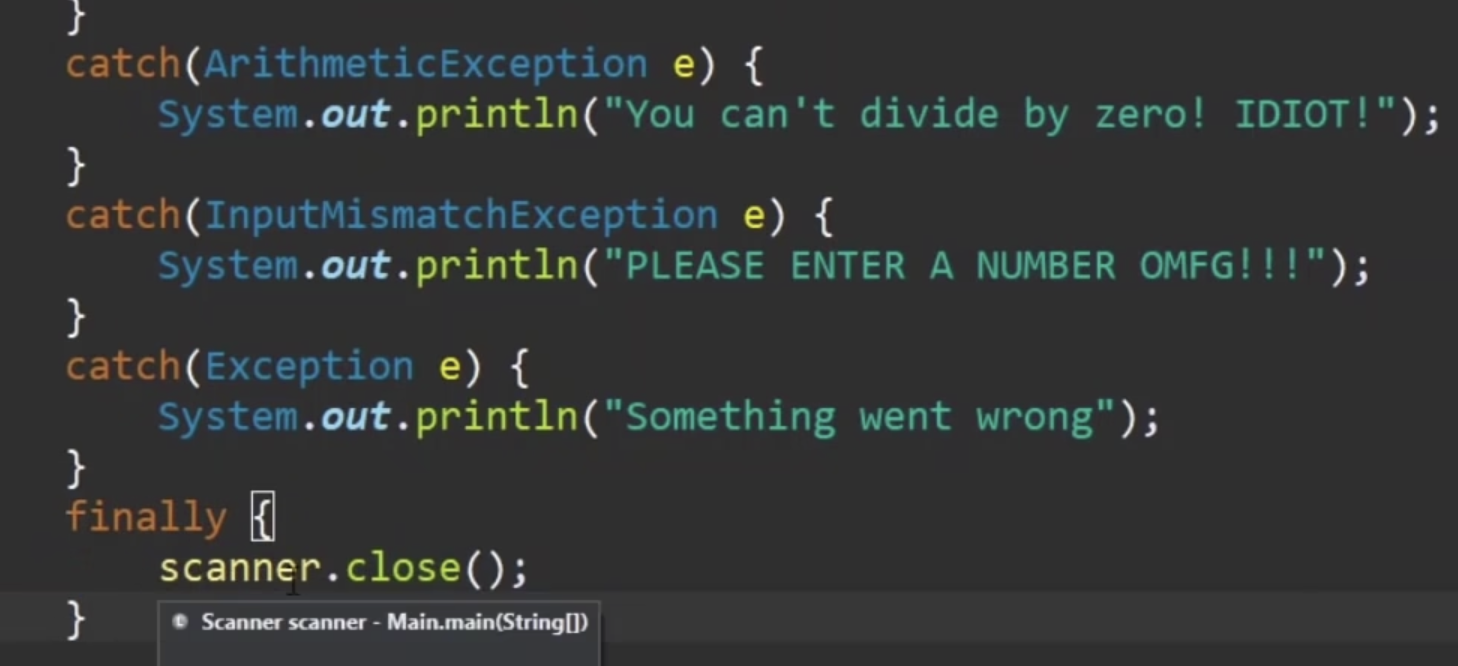 }
catch(ArithmeticException e) {
System.out.println("You can't divide by zero! IDIOT!");
}
catch(InputMismatchException e) {
System.out.println("PLEASE ENTER A NUMBER OMFG!!!");
}
catch(Exception e) {
System.out.println("Something went wrong");
}
finally {
scanner.close();
}
Scanner scanner - Main.main(String[])